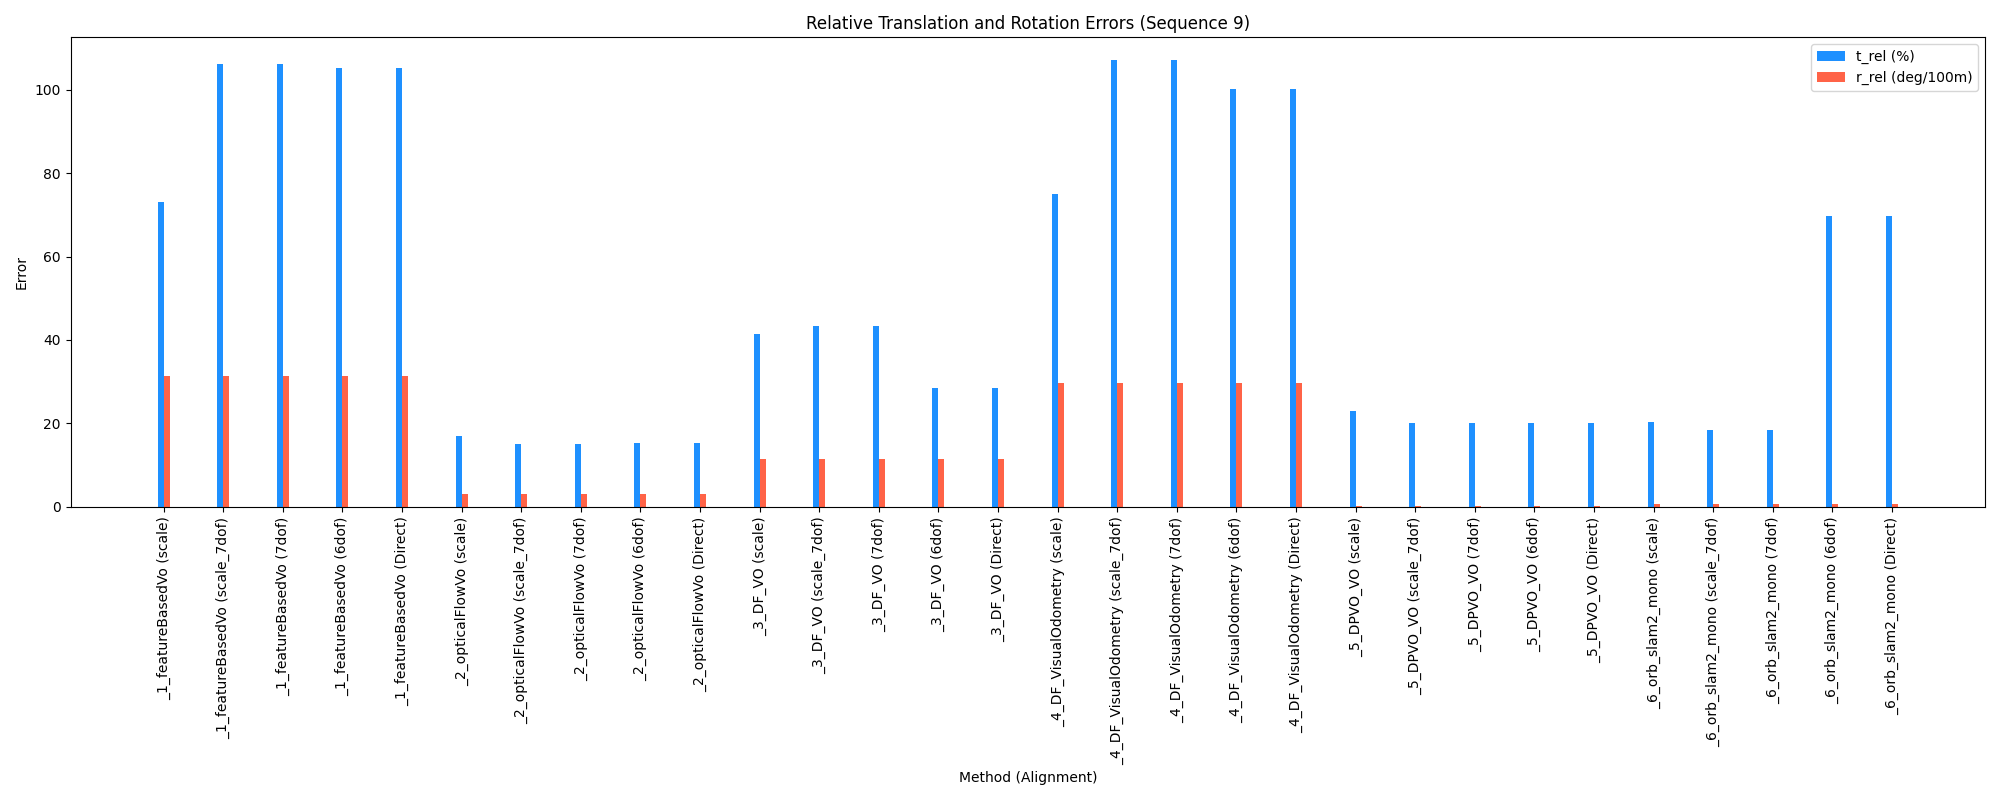 Relative Translation and Rotation Errors (Sequence 9)
t_rel (%)
r_rel (deg/100m)
Error
100
80
60
40
20
0
_1_featureBasedVo (scale)
_1_featureBasedVo (scale_7dof)
_1_featureBasedVo (7dof)
_1_featureBasedVo (6dof)
_1_featureBasedVo (Direct)
_2_opticalFlowVo (scale)
_2_opticalFlowVo (scale_7dof)
_2_opticalFlowVo (7dof)
_2_opticalFlowVo (6dof)
_2_opticalFlowVo (Direct)
_3_DF_VO (scale)
_3_DF_VO (scale_7dof)
_3_DF_VO (7dof)
_3_DF_VO (6dof)
_3_DF_VO (Direct)
_4_DF_VisualOdometry (scale)
_4_DF_VisualOdometry (scale_7dof)
_4_DF_VisualOdometry (7dof)
_4_DF_VisualOdometry (6dof)
_4_DF_VisualOdometry (Direct)
_5_DPVO_VO (scale)
_5_DPVO_VO (scale_7dof)
_5_DPVO_VO (7dof)
_5_DPVO_VO (6dof)
_5_DPVO_VO (Direct)
_6_orb_slam2_mono (scale)
_6_orb_slam2_mono (scale_7dof)
_6_orb_slam2_mono (7dof)
_6_orb_slam2_mono (6dof)
_6_orb_slam2_mono (Direct)
Method (Alignment)